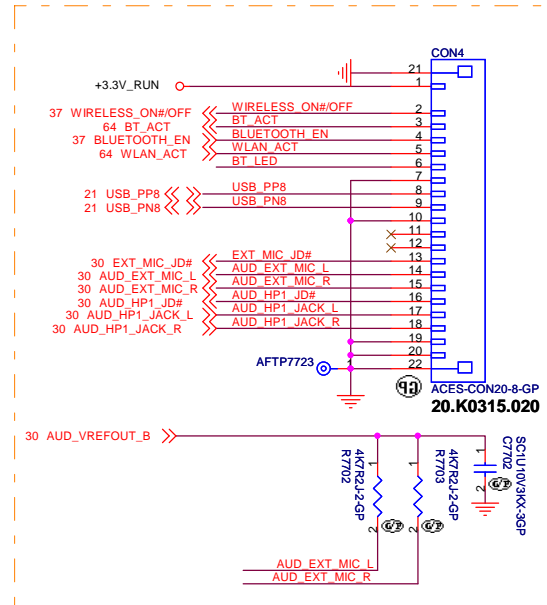 CON4
21
+3.3V_RUN
1
37 WIRELESS_ON#/OFF
WIRELESS_ON#/OFF
2
64 BT_ACT
BT_ACT
3
37 BLUETOOTH_EN
BLUETOOTH_EN
4
64 WLAN_ACT
WLAN_ACT
5
BT_LED
6
7
21 USB_PP8
USB_PP8
8
21 USB_PN8
USB_PN8
9
10
11
12
30 EXT_MIC_JD#
EXT_MIC_JD#
13
30 AUD_EXT_MIC_L
AUD_EXT_MIC_L
14
30 AUD_EXT_MIC_R
AUD_EXT_MIC_R
15
30 AUD_HP1_JD#
AUD_HP1_JD#
16
30 AUD_HP1_JACK_L
AUD_HP1_JACK_L
17
30 AUD_HP1_JACK_R
AUD_HP1_JACK_R
18
19
20
AFTP7723
1
22
ACES-CON20-8-GP
20.K0315.020
30 AUD_VREFOUT_B
4K7R2J-2-GP
R7702
1
2
4K7R2J-2-GP
R7703
1
2
SC1U10V3KX-3GP
C7702
1
2
AUD_EXT_MIC_L
AUD_EXT_MIC_R